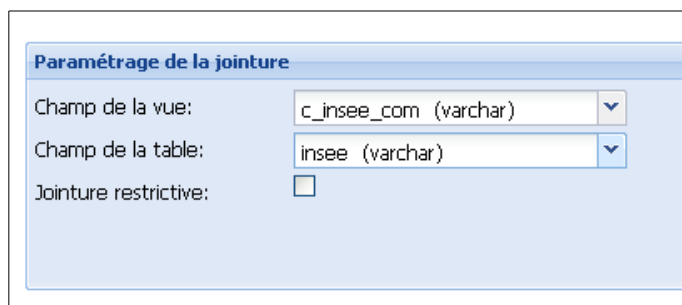 Paramétrage de la jointure
Champ de la vue: c_insee_com (varchar)
Champ de la table: insee (varchar)
Jointure restrictive: